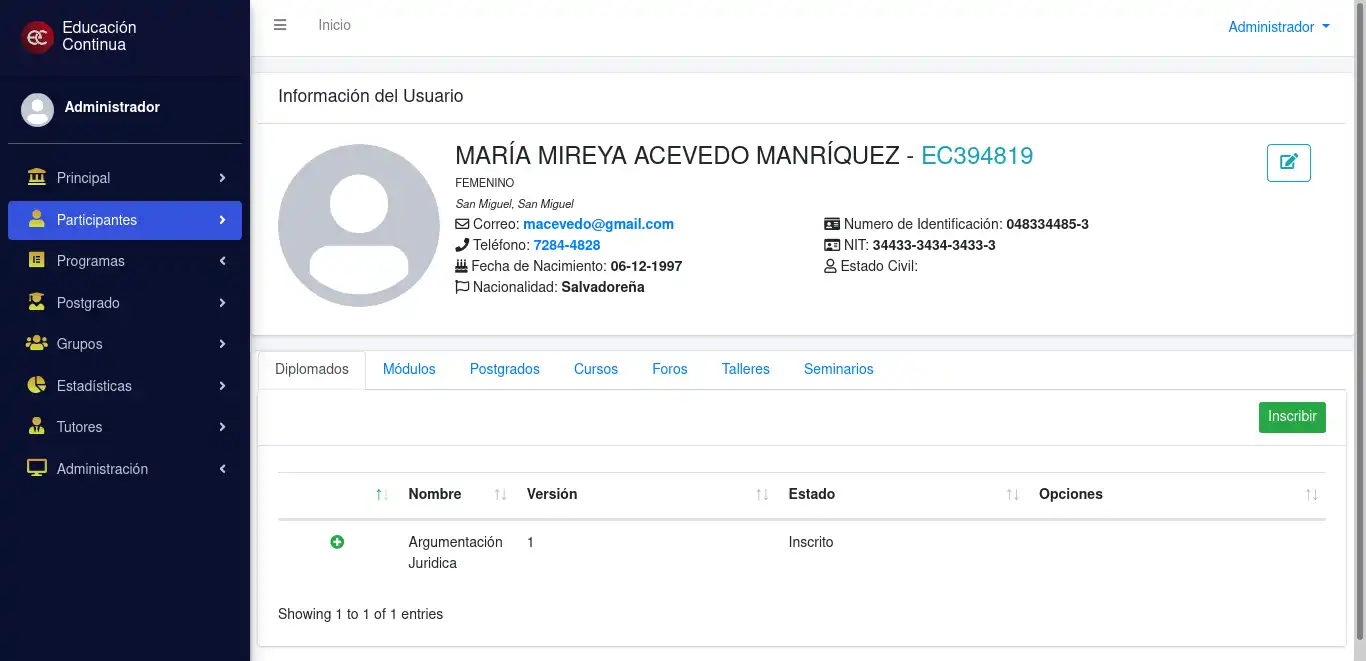 Educación
Continua
Inicio
Administrador
Administrador
Principal
Participantes
Programas
Postgrado
Grupos
Estadísticas
Tutores
Administración
Información del Usuario
MARÍA MIREYA ACEVEDO MANRÍQUEZ - EC394819
FEMENINO
San Miguel, San Miguel
Correo: macevedo@gmail.com
Teléfono: 7284-4828
Fecha de Nacimiento: 06-12-1997
Nacionalidad: Salvadoreña
Numero de Identificación: 048334485-3
NIT: 34433-3434-3433-3
Estado Civil:
Diplomados Módulos Postgrados Cursos Foros Talleres Seminarios
Inscribir
Nombre Versión Estado Opciones
Argumentación 1 Inscrito
Juridica
Showing 1 to 1 of 1 entries